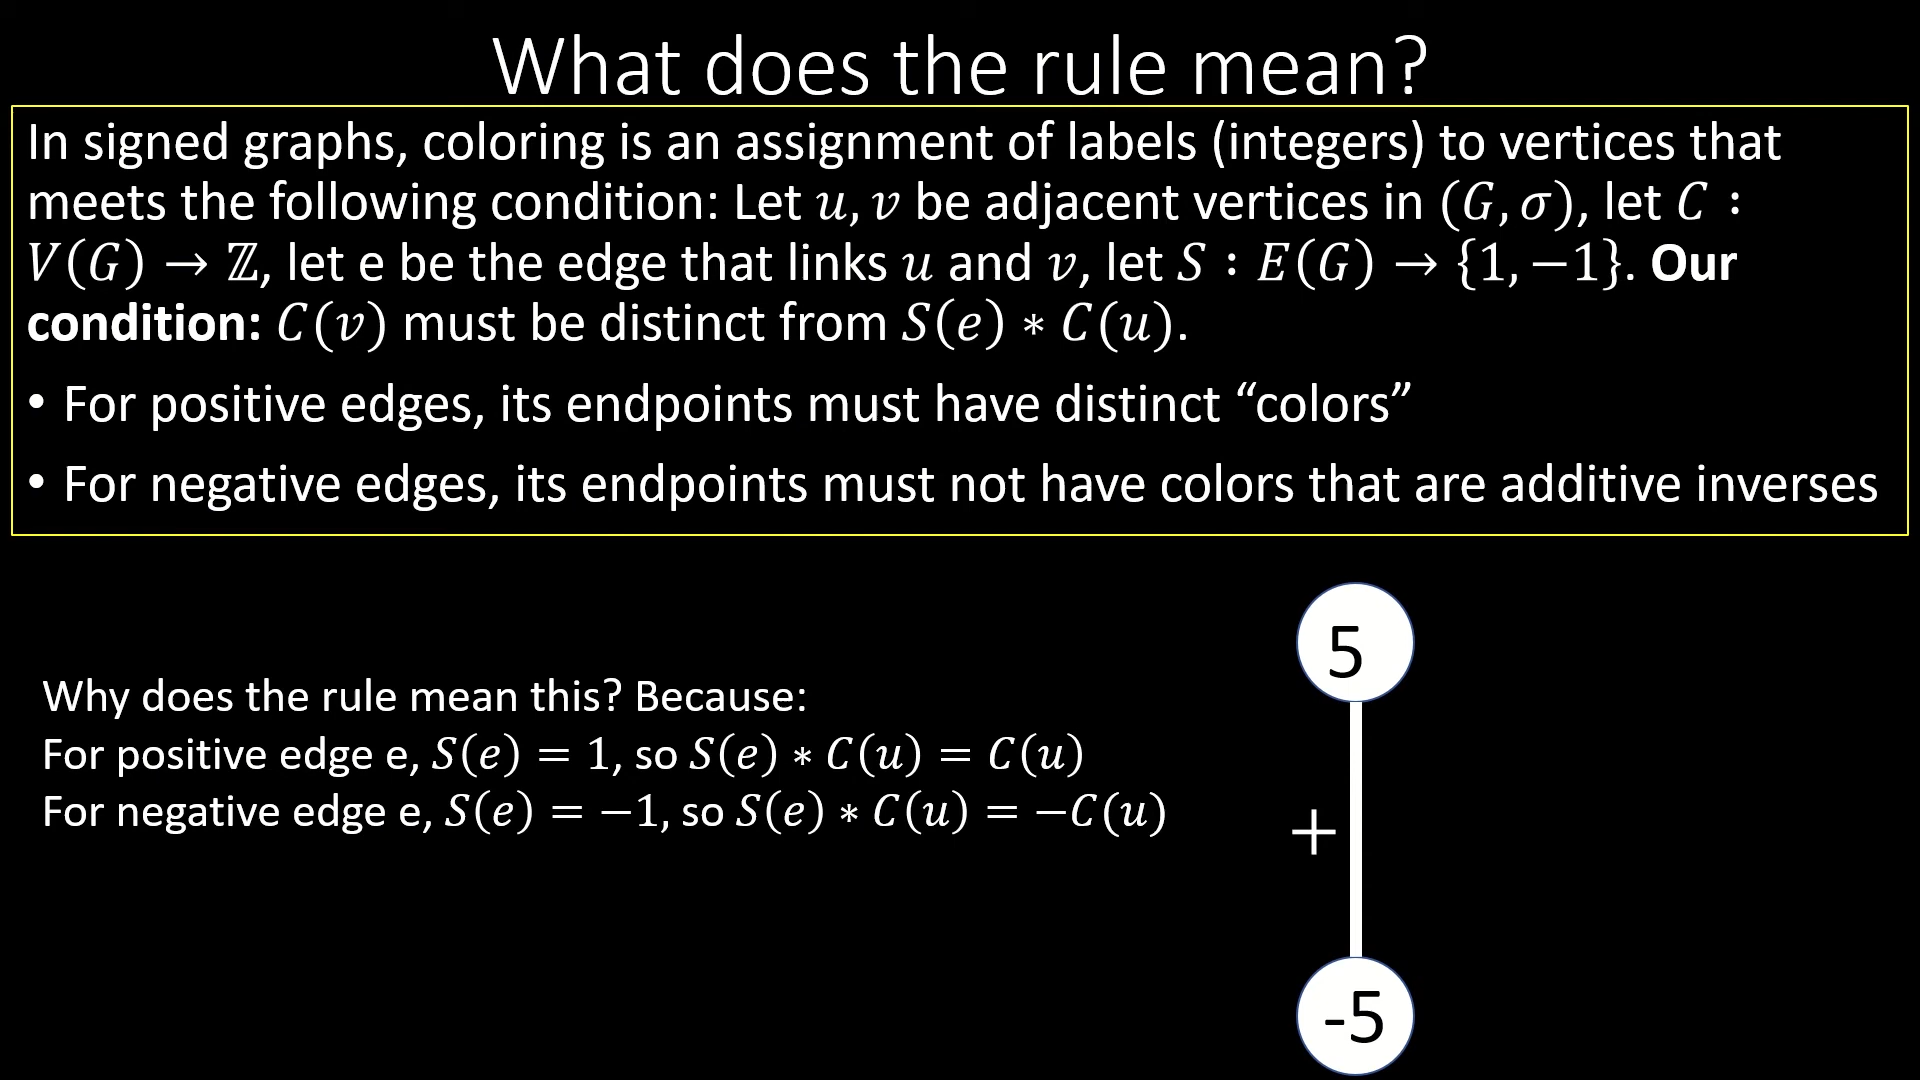 What does the rule mean?
In signed graphs, coloring is an assignment of labels (integers) to vertices that
meets the following condition: Let 𝑢, 𝑣 be adjacent vertices in (𝐺, 𝜎), let 𝐶 :
𝑉(𝐺) → ℤ, let e be the edge that links 𝑢 and 𝑣, let 𝑆 : 𝐸(𝐺) → {1, −1}. Our
condition: 𝐶(𝑣) must be distinct from 𝑆(𝑒) ∗ 𝐶(𝑢).
• For positive edges, its endpoints must have distinct “colors”
• For negative edges, its endpoints must not have colors that are additive inverses
Why does the rule mean this? Because:
For positive edge e, 𝑆(𝑒) = 1, so 𝑆(𝑒) ∗ 𝐶(𝑢) = 𝐶(𝑢)
For negative edge e, 𝑆(𝑒) = −1, so 𝑆(𝑒) ∗ 𝐶(𝑢) = −𝐶(𝑢)
5
+
-5